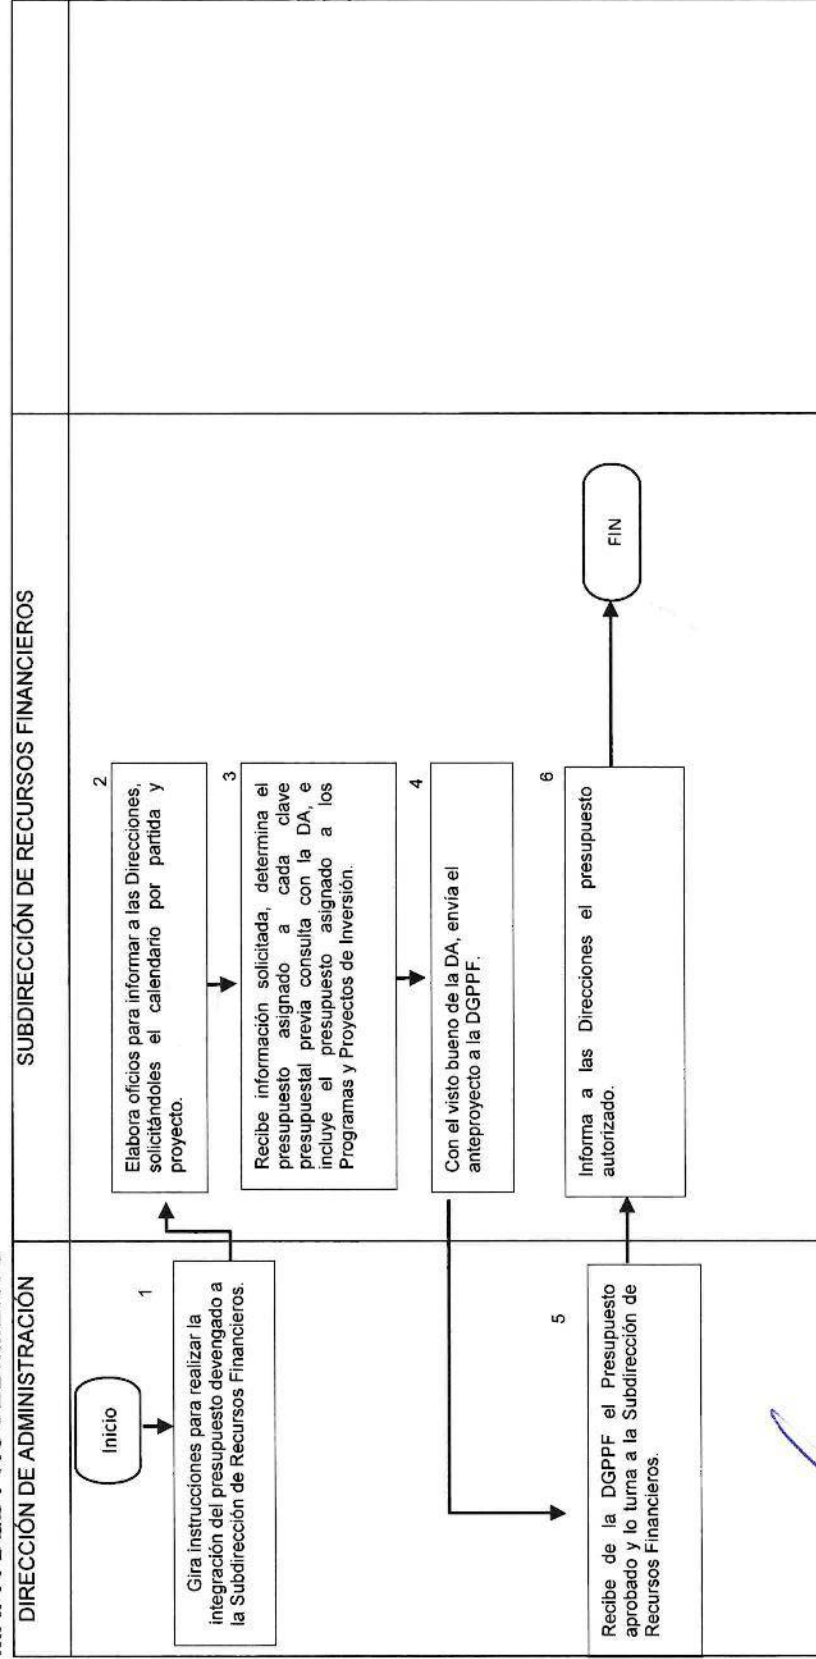 DIRECCIÓN DE ADMINISTRACIÓN
SUBDIRECCIÓN DE RECURSOS FINANCIEROS
Inicio
1
Gira instrucciones para realizar la
integración del presupuesto devengado a
la Subdirección de Recursos Financieros.
2
Elabora oficios para informar a las Direcciones,
solicitándoles el calendario por partida y
proyecto.
3
Recibe información solicitada, determina el
presupuesto asignado a cada clave
presupuestal previa consulta con la DA, e
incluye el presupuesto asignado a los
Programas y Proyectos de Inversión.
4
Con el visto bueno de la DA, envía el
anteproyecto a la DGPPF.
5
Recibe de la DGPPF el Presupuesto
aprobado y lo turna a la Subdirección de
Recursos Financieros.
6
Informa a las Direcciones el presupuesto
autorizado.
FIN